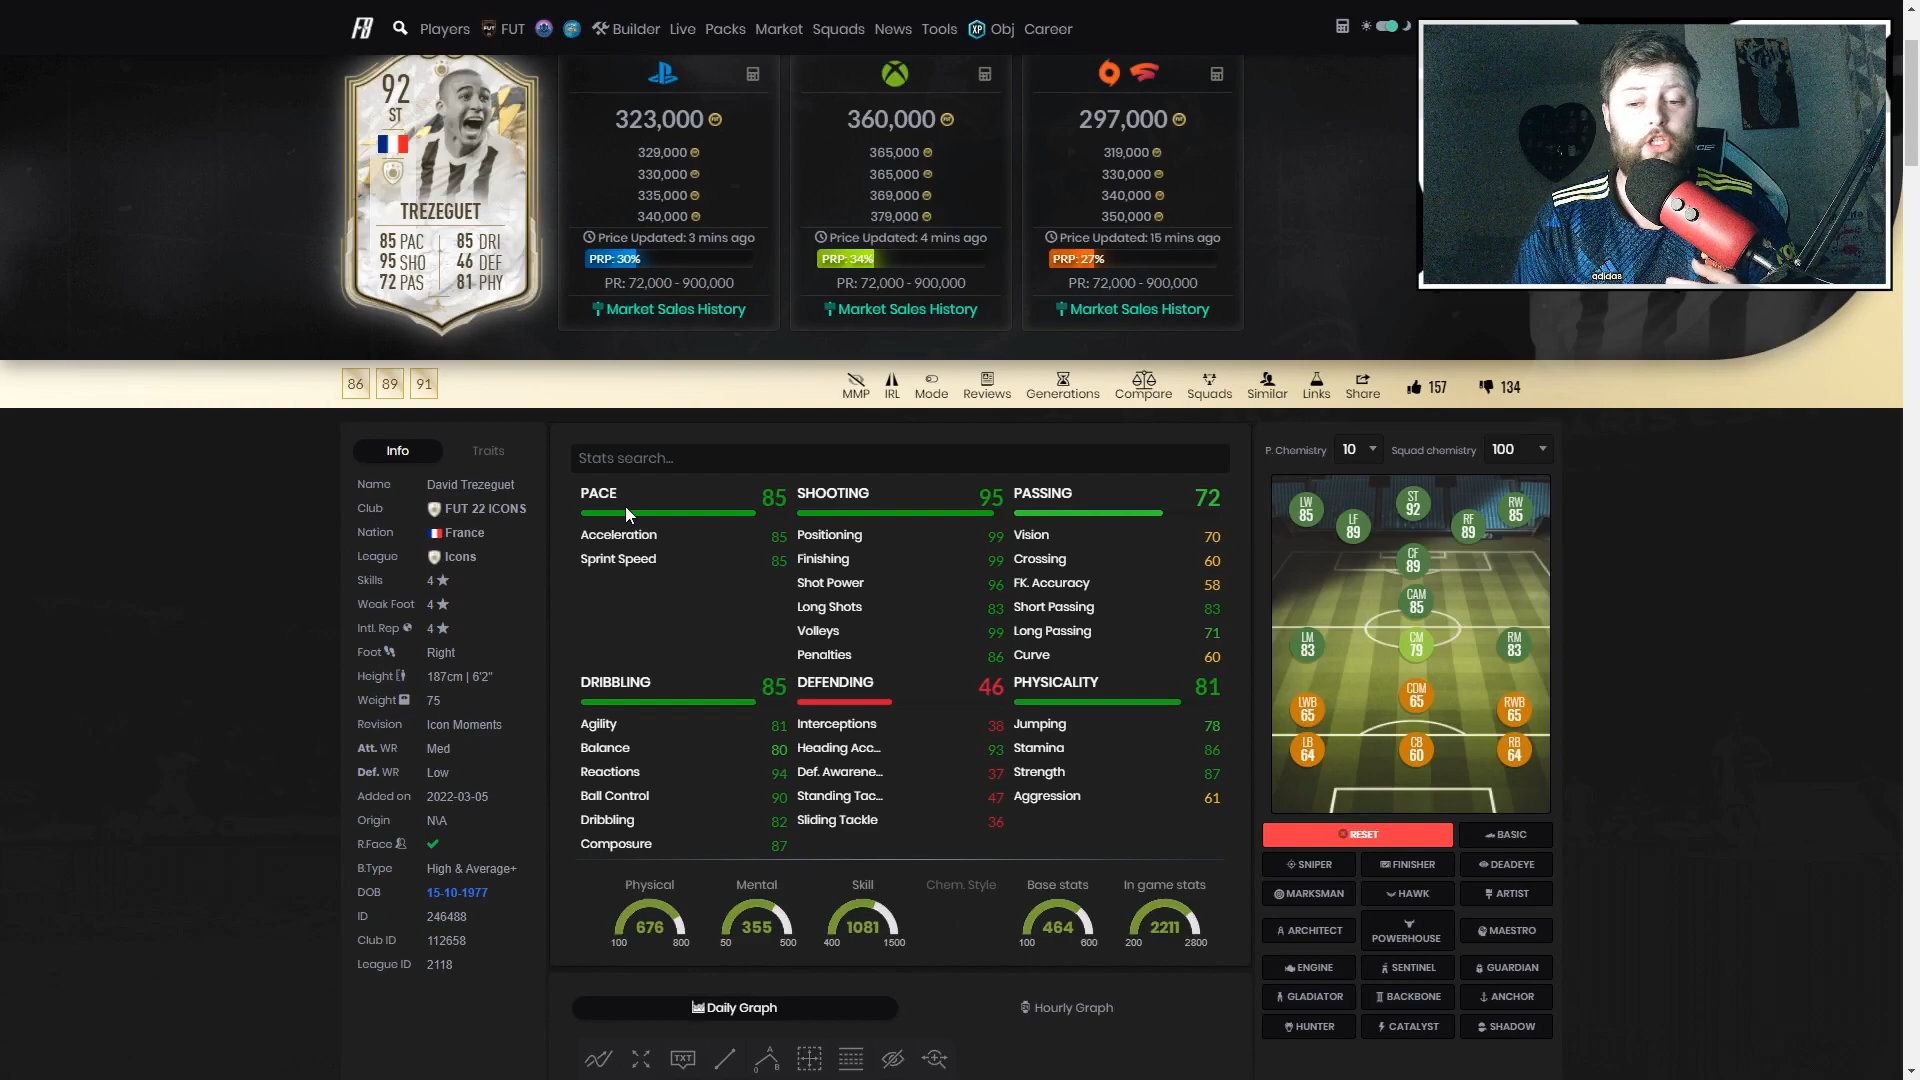 FB Players FUT Builder Live Packs Market Squads News Tools XP Obj Career
92
ST
TREZEGUET
85 PAC 85 DRI
95 SHO 46 DEF
72 PAS 81 PHY
323,000
329,000
330,000
335,000
340,000
Price Updated: 3 mins ago
PRP: 30%
PR: 72,000 - 900,000
Market Sales History
360,000
365,000
365,000
369,000
379,000
Price Updated: 4 mins ago
PRP: 34%
PR: 72,000 - 900,000
Market Sales History
297,000
319,000
330,000
340,000
350,000
Price Updated: 15 mins ago
PRP: 27%
PR: 72,000 - 900,000
Market Sales History
adidas
86 89 91
MMP IRL Mode Reviews Generations Compare Squads Similar Links Share 157 134
Info Traits
Name David Trezeguet
Club FUT 22 ICONS
Nation France
League Icons
Skills 4
Weak Foot 4
Intl. Rep 4
Foot Right
Height 187cm | 6'2"
Weight 75
Revision Icon Moments
Att. WR Med
Def. WR Low
Added on 2022-03-05
Origin N\A
R.Face
B.Type High & Average+
DOB 15-10-1977
ID 246488
Club ID 112658
League ID 2118
Stats search...
PACE 85
Acceleration 85
Sprint Speed 85
SHOOTING 95
Positioning 99
Finishing 99
Shot Power 96
Long Shots 83
Volleys 99
Penalties 86
PASSING 72
Vision 70
Crossing 60
FK. Accuracy 58
Short Passing 83
Long Passing 71
Curve 60
DRIBBLING 85
Agility 81
Balance 80
Reactions 94
Ball Control 90
Dribbling 82
Composure 87
DEFENDING 46
Interceptions 38
Heading Acc... 93
Def. Awarene... 37
Standing Tac... 47
Sliding Tackle 36
PHYSICALITY 81
Jumping 78
Stamina 86
Strength 87
Aggression 61
Physical Mental Skill Chem. Style Base stats In game stats
676 355 1081 464 2211
100 800 50 500 400 1500 100 600 200 2800
Daily Graph Hourly Graph
TXT
P. Chemistry 10 Squad chemistry 100
LW 85
ST 92
RW 85
LF 89
RF 89
CF 89
CAM 85
LM 83
CM 79
RM 83
LWB 65
CDM 65
RWB 65
LB 64
CB 60
RB 64
RESET BASIC
SNIPER FINISHER DEADEYE
MARKSMAN HAWK ARTIST
ARCHITECT POWERHOUSE MAESTRO
ENGINE SENTINEL GUARDIAN
GLADIATOR BACKBONE ANCHOR
HUNTER CATALYST SHADOW